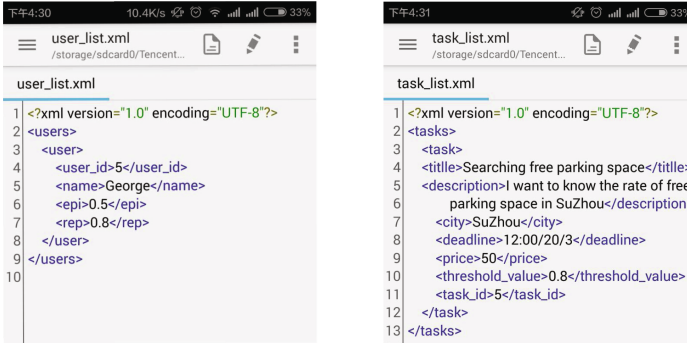 下午4:30 10.4K/s 33%
user_list.xml
/storage/sdcard0/Tencent...
user_list.xml
1 <?xml version="1.0" encoding="UTF-8"?>
2 <users>
3 <user>
4 <user_id>5</user_id>
5 <name>George</name>
6 <epi>0.5</epi>
7 <rep>0.8</rep>
8 </user>
9 </users>
10
下午4:31 33%
task_list.xml
/storage/sdcard0/Tencent...
task_list.xml
1 <?xml version="1.0" encoding="UTF-8"?>
2 <tasks>
3 <task>
4 <titlle>Searching free parking space</titlle>
5 <description>I want to know the rate of free
6 parking space in SuZhou</description
7 <city>SuZhou</city>
8 <deadline>12:00/20/3</deadline>
9 <price>50</price>
10 <threshold_value>0.8</threshold_value>
11 <task_id>5</task_id>
12 </task>
13 </tasks>